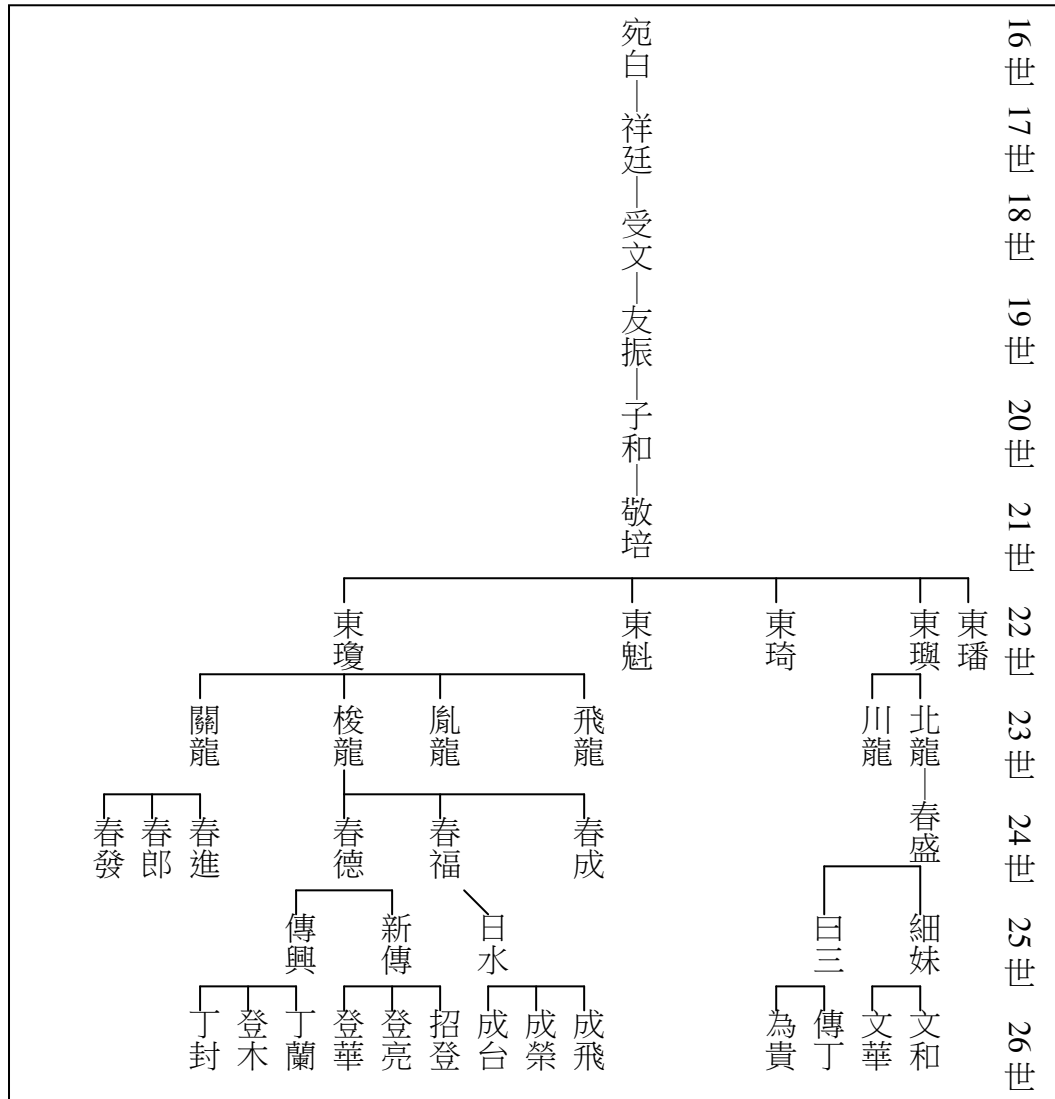 16世 17世 18世 19世 20世 21世 22世 23世 24世 25世 26世
宛白—祥廷—受文—友振—子和—敬培
東璠
東璵
東琦
東魁
東瓊
北龍—春盛
川龍
飛龍
胤龍
梭龍
關龍
春成
春福
春德
春進
春郎
春發
細妹
曰三
日水
新傳
傳興
文和
文華
傳丁
為貴
成飛
成榮
成台
招登
登亮
登華
丁蘭
登木
丁封